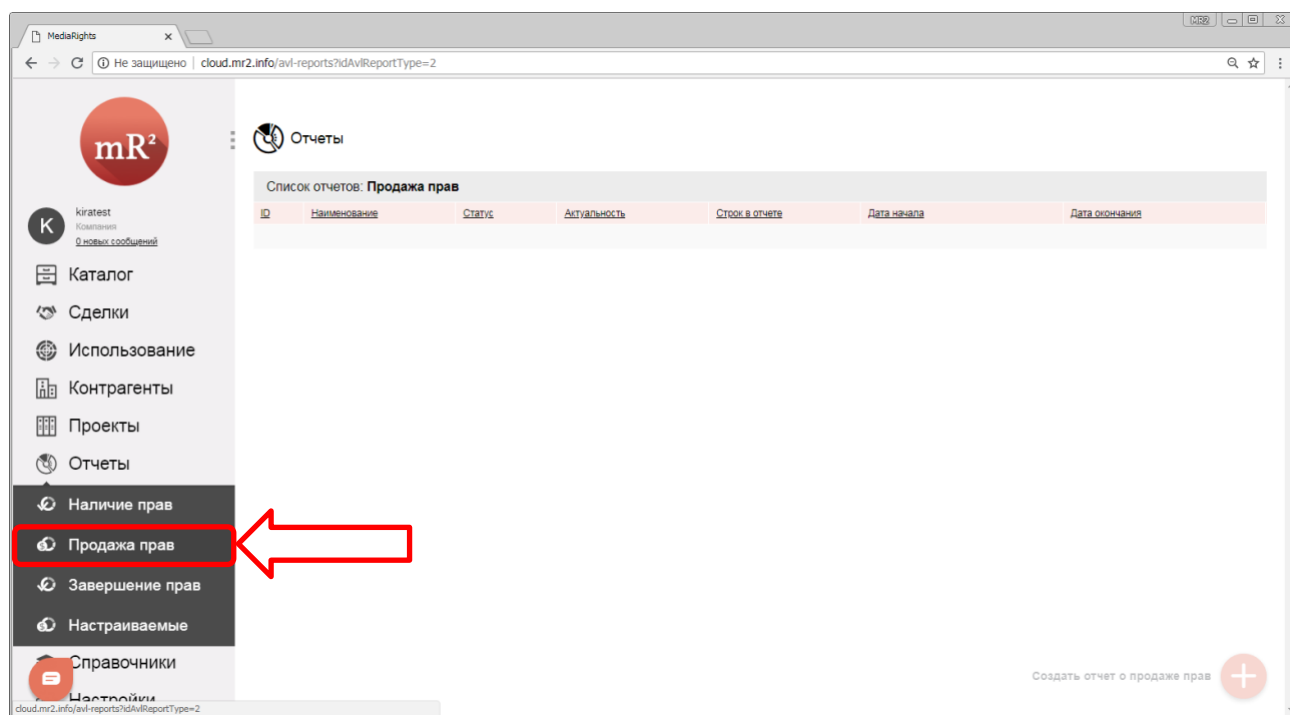 MR2
MediaRights
Не защищено | cloud.mr2.info/avl-reports?idAvlReportType=2
mR²
Отчеты
Список отчетов: Продажа прав
ID Наименование Статус Актуальность Строк в отчете Дата начала Дата окончания
K
kiratest
Компания
0 новых сообщений
Каталог
Сделки
Использование
Контрагенты
Проекты
Отчеты
Наличие прав
Продажа прав
Завершение прав
Настраиваемые
Справочники
Создать отчет о продаже прав
Настройки
cloud.mr2.info/avl-reports?idAvlReportType=2